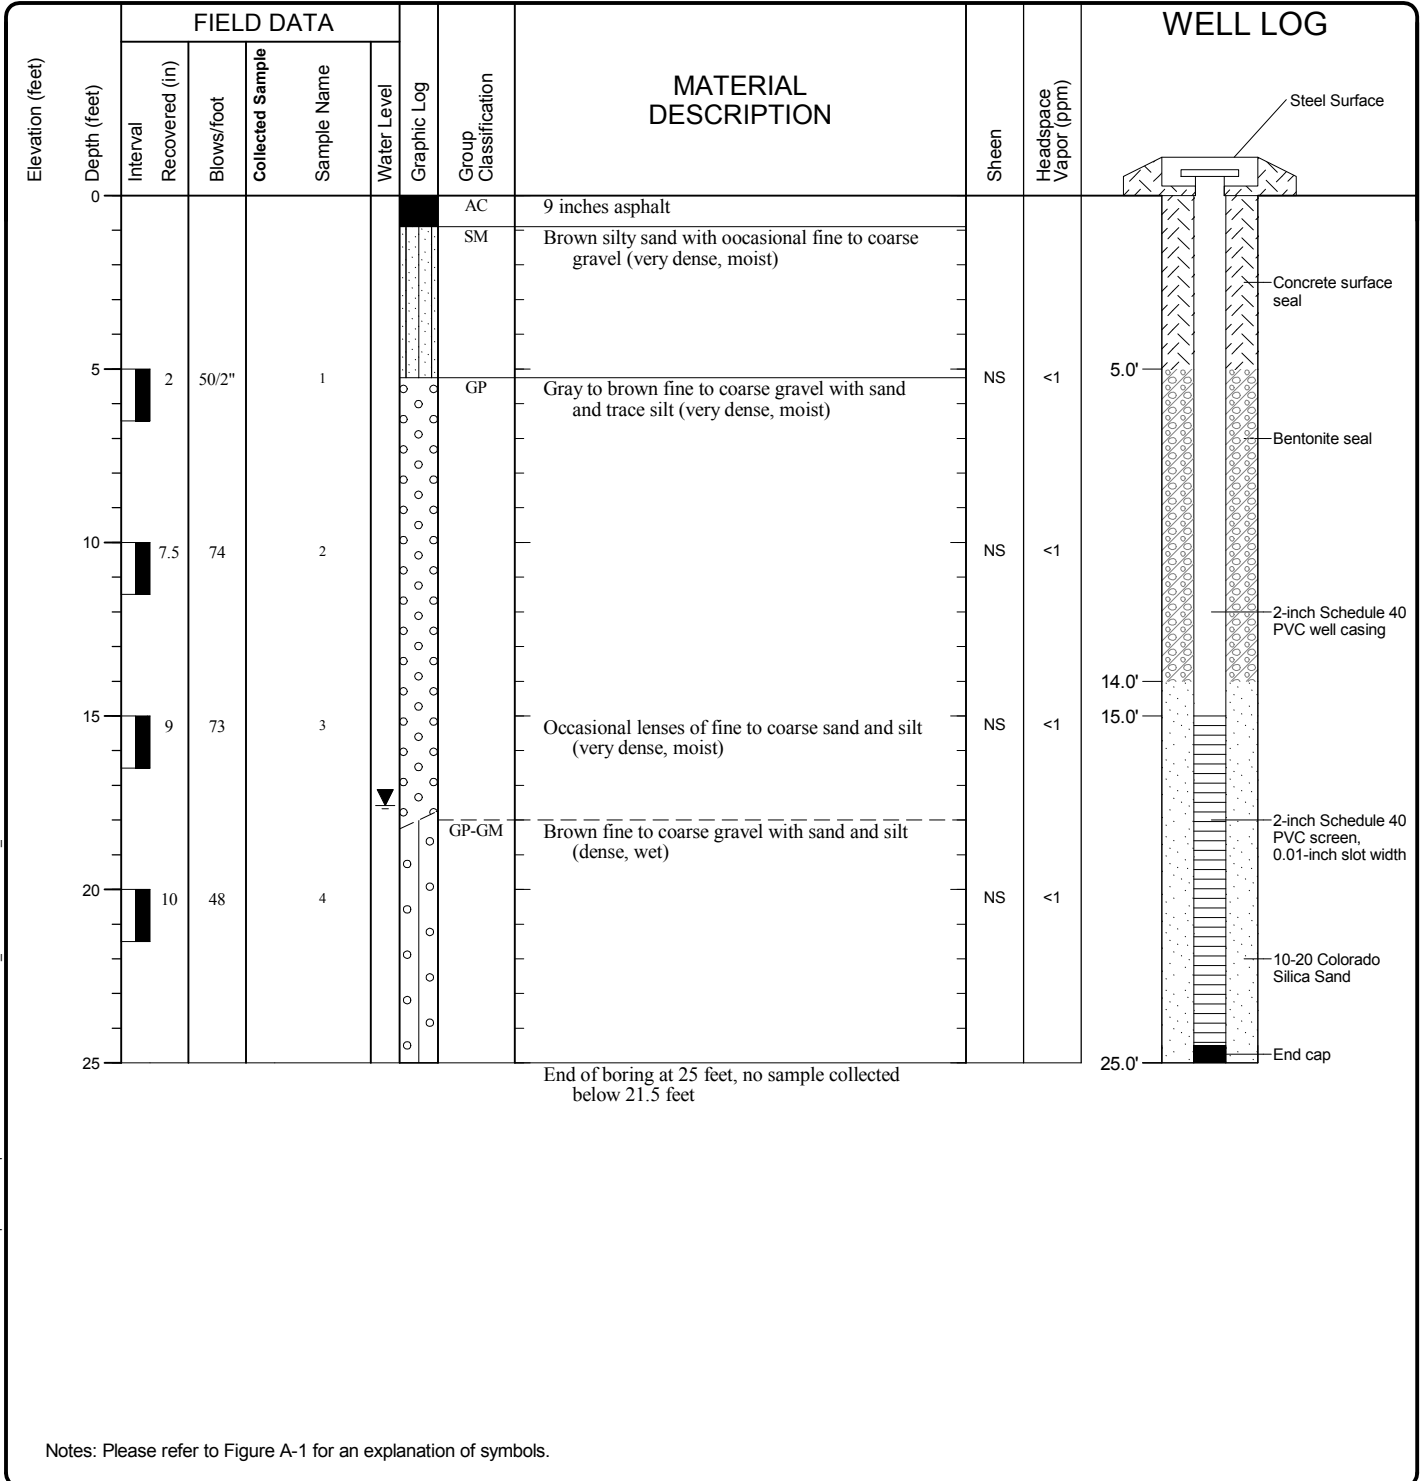 FIELD DATA
WELL LOG
Elevation (feet)
Depth (feet)
Interval
Recovered (in)
Blows/foot
Collected Sample
Sample Name
Water Level
Graphic Log
Group
Classification
MATERIAL
DESCRIPTION
Sheen
Headspace
Vapor (ppm)
Steel Surface
0
AC
9 inches asphalt
SM
Brown silty sand with oocasional fine to coarse
gravel (very dense, moist)
Concrete surface
seal
5
2
50/2"
1
GP
Gray to brown fine to coarse gravel with sand
and trace silt (very dense, moist)
NS
<1
5.0'
Bentonite seal
10
7.5
74
2
NS
<1
2-inch Schedule 40
PVC well casing
14.0'
15
9
73
3
Occasional lenses of fine to coarse sand and silt
(very dense, moist)
NS
<1
15.0'
GP-GM
Brown fine to coarse gravel with sand and silt
(dense, wet)
2-inch Schedule 40
PVC screen,
0.01-inch slot width
20
10
48
4
NS
<1
10-20 Colorado
Silica Sand
25
25.0'
End cap
End of boring at 25 feet, no sample collected
below 21.5 feet
Notes: Please refer to Figure A-1 for an explanation of symbols.